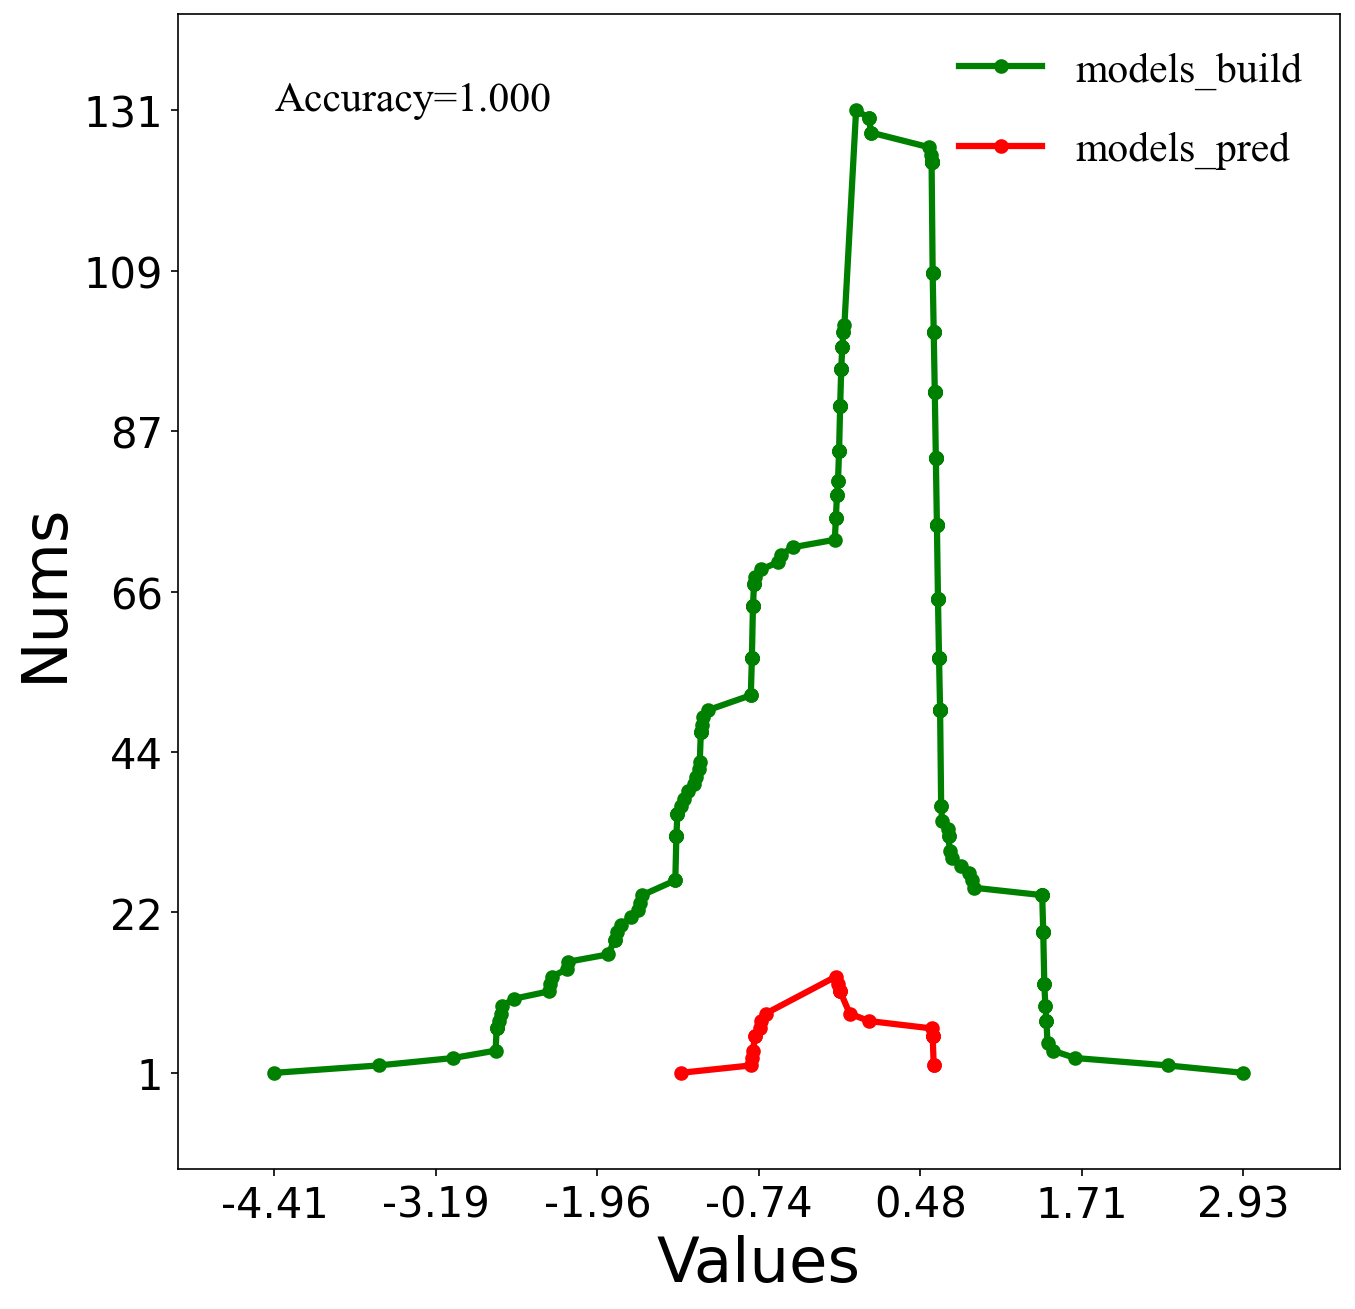 models_build
Accuracy=1.000
models_pred
131
109
87
66
44
22
1
Nums
-4.41 -3.19 -1.96 -0.74 0.48 1.71 2.93
Values